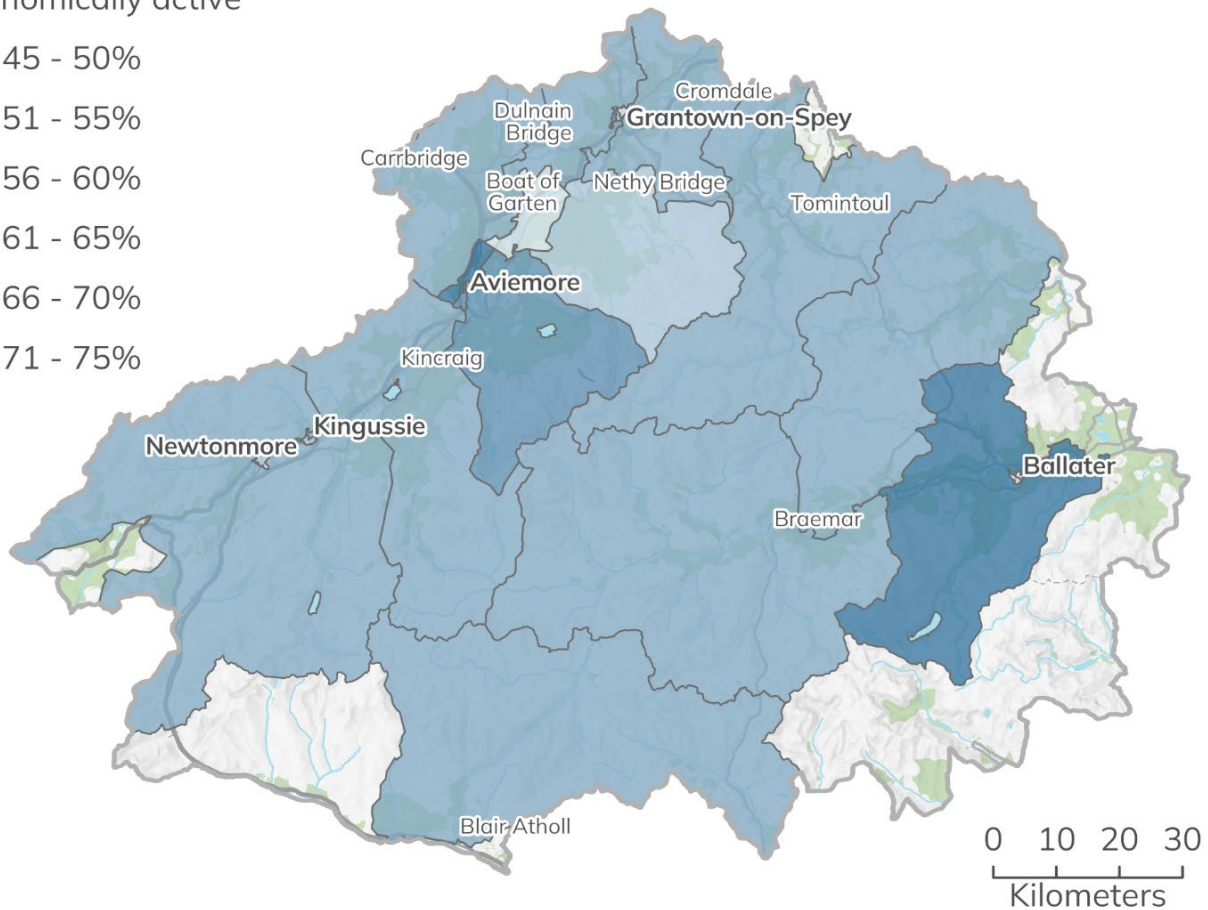 nomically active
45 - 50%
51 - 55%
56 - 60%
61 - 65%
66 - 70%
71 - 75%
Cromdale
Dulnain
Bridge
Grantown-on-Spey
Carrbridge
Boat of
Garten
Nethy Bridge
Tomintoul
Aviemore
Kincraig
Kingussie
Newtonmore
Ballater
Braemar
Blair Atholl
0 10 20 30
Kilometers